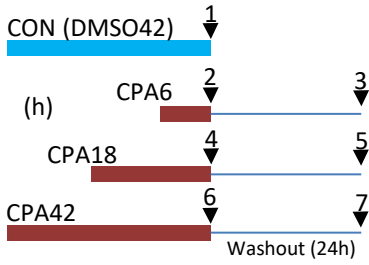 1
CON (DMSO42)
2
3
CPA6
(h)
4
5
CPA18
6
7
CPA42
Washout (24h)